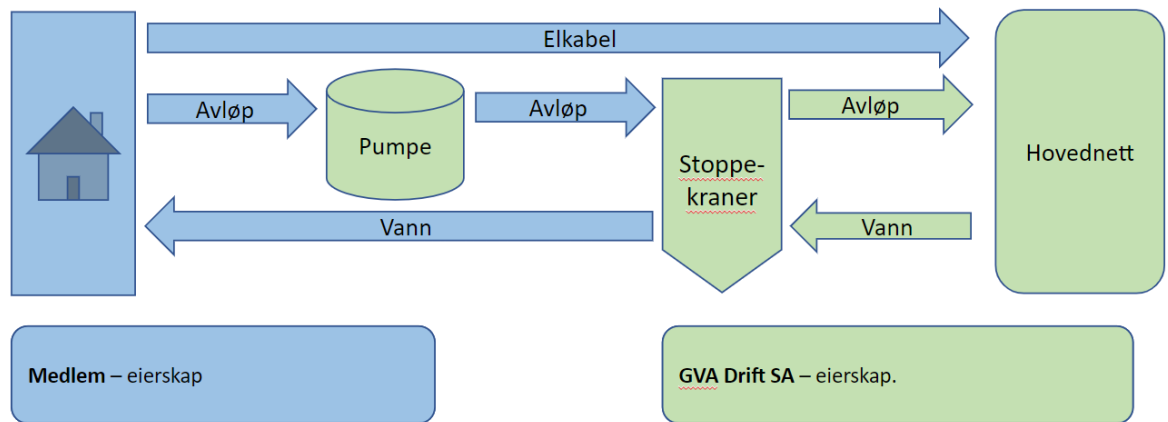 Elkabel
Avløp
Pumpe
Avløp
Stoppe-
kraner
Avløp
Hovednett
Vann
Vann
Medlem – eierskap
GVA Drift SA – eierskap.